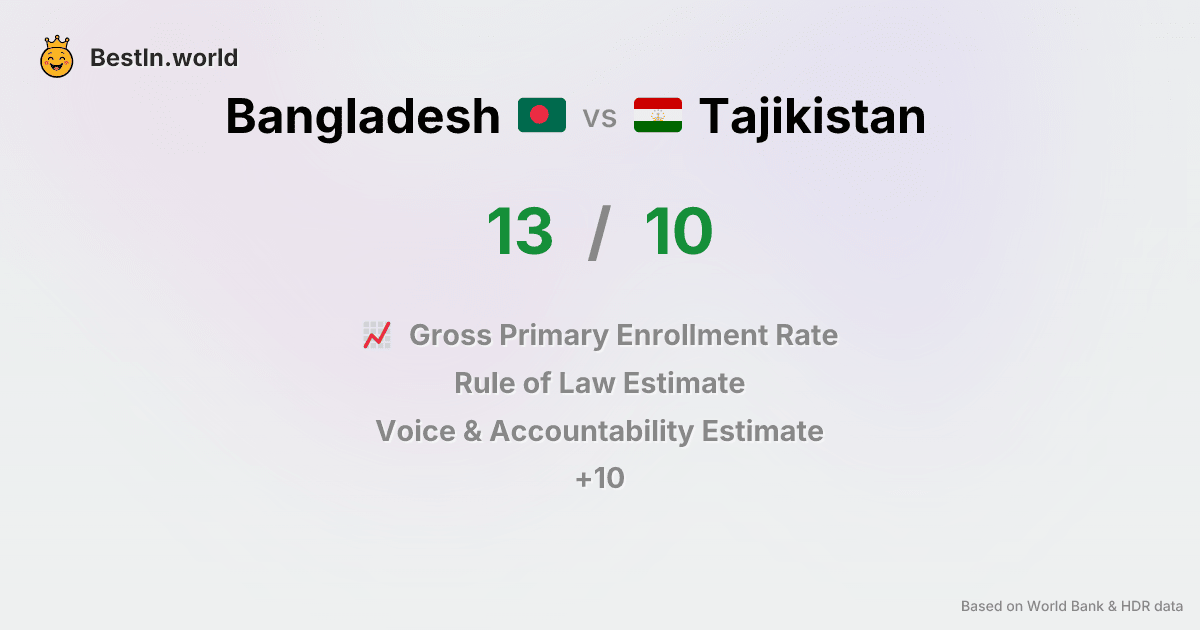 BestIn.world
Bangladesh vs Tajikistan
13 / 10
Gross Primary Enrollment Rate
Rule of Law Estimate
Voice & Accountability Estimate
+10
Based on World Bank & HDR data